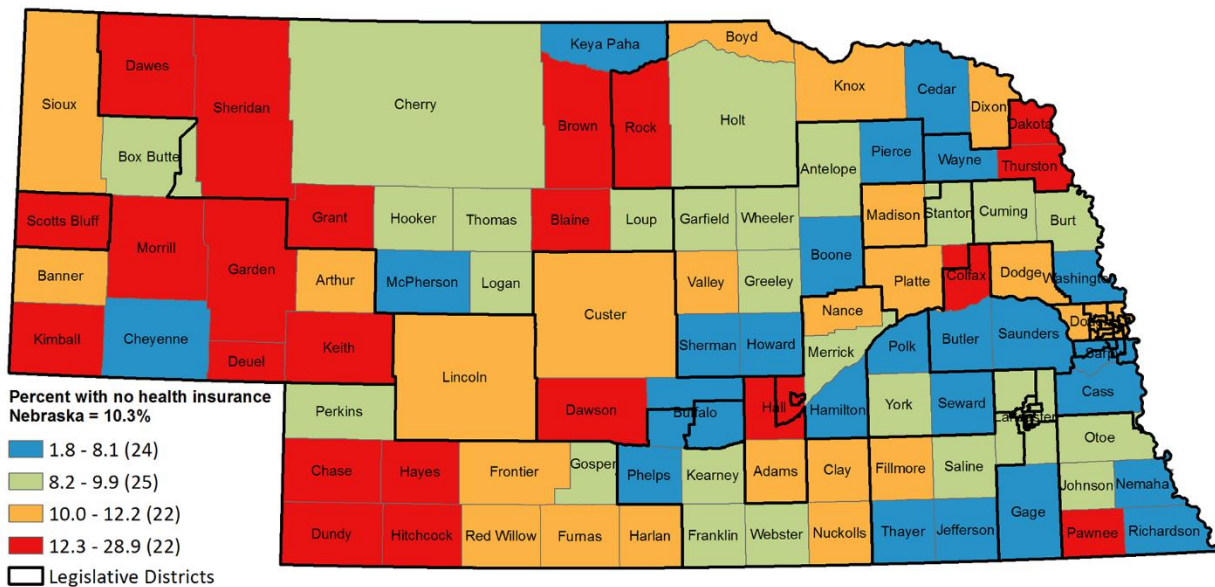 Keya Paha
Boyd
Dawes
Knox
Cedar
Sioux
Sheridan
Cherry
Brown
Rock
Holt
Dixon
Dakota
Box Butte
Antelope
Pierce
Wayne
Thurston
Scotts Bluff
Morrill
Grant
Hooker
Thomas
Blaine
Loup
Garfield
Wheeler
Madison
Stanton
Cuming
Burt
Banner
Garden
Arthur
McPherson
Logan
Custer
Valley
Greeley
Boone
Platte
Colfax
Dodge
Washington
Kimball
Cheyenne
Deuel
Keith
Lincoln
Sherman
Howard
Nance
Merrick
Polk
Butler
Saunders
Percent with no health insurance
Nebraska = 10.3%
1.8 - 8.1 (24)
8.2 - 9.9 (25)
10.0 - 12.2 (22)
12.3 - 28.9 (22)
Legislative Districts
Perkins
Dawson
Buffalo
Hall
Hamilton
York
Seward
Cass
Otoe
Chase
Hayes
Frontier
Gosper
Phelps
Kearney
Adams
Clay
Fillmore
Saline
Johnson
Nemaha
Dundy
Hitchcock
Red Willow
Furnas
Harlan
Franklin
Webster
Nuckolls
Thayer
Jefferson
Gage
Pawnee
Richardson